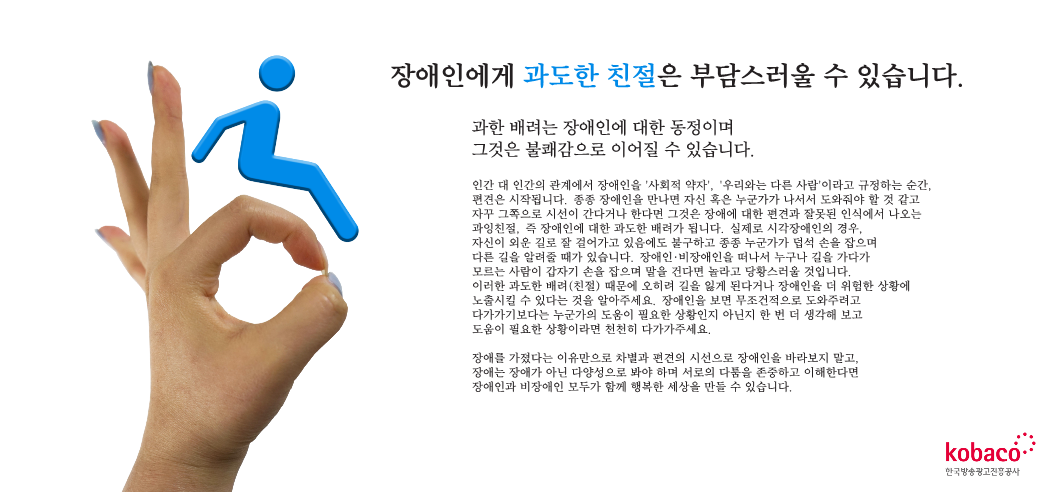 장애인에게 과도한 친절은 부담스러울 수 있습니다.
과한 배려는 장애인에 대한 동정이며
그것은 불쾌감으로 이어질 수 있습니다.
인간 대 인간의 관계에서 장애인을 '사회적 약자', '우리와는 다른 사람'이라고 규정하는 순간,
편견은 시작됩니다. 종종 장애인을 만나면 자신 혹은 누군가가 나서서 도와줘야 할 것 같고
자꾸 그쪽으로 시선이 간다거나 한다면 그것은 장애에 대한 편견과 잘못된 인식에서 나오는
과잉친절, 즉 장애인에 대한 과도한 배려가 됩니다. 실제로 시각장애인의 경우,
자신이 외운 길로 잘 걸어가고 있음에도 불구하고 종종 누군가가 덥석 손을 잡으며
다른 길을 알려줄 때가 있습니다. 장애인·비장애인을 떠나서 누구나 길을 가다가
모르는 사람이 갑자기 손을 잡으며 말을 건다면 놀라고 당황스러울 것입니다.
이러한 과도한 배려(친절) 때문에 오히려 길을 잃게 된다거나 장애인을 더 위험한 상황에
노출시킬 수 있다는 것을 알아주세요. 장애인을 보면 무조건적으로 도와주려고
다가가기보다는 누군가의 도움이 필요한 상황인지 아닌지 한 번 더 생각해 보고
도움이 필요한 상황이라면 천천히 다가가주세요.
장애를 가졌다는 이유만으로 차별과 편견의 시선으로 장애인을 바라보지 말고,
장애는 장애가 아닌 다양성으로 봐야 하며 서로의 다름을 존중하고 이해한다면
장애인과 비장애인 모두가 함께 행복한 세상을 만들 수 있습니다.
kobaco
한국방송광고진흥공사